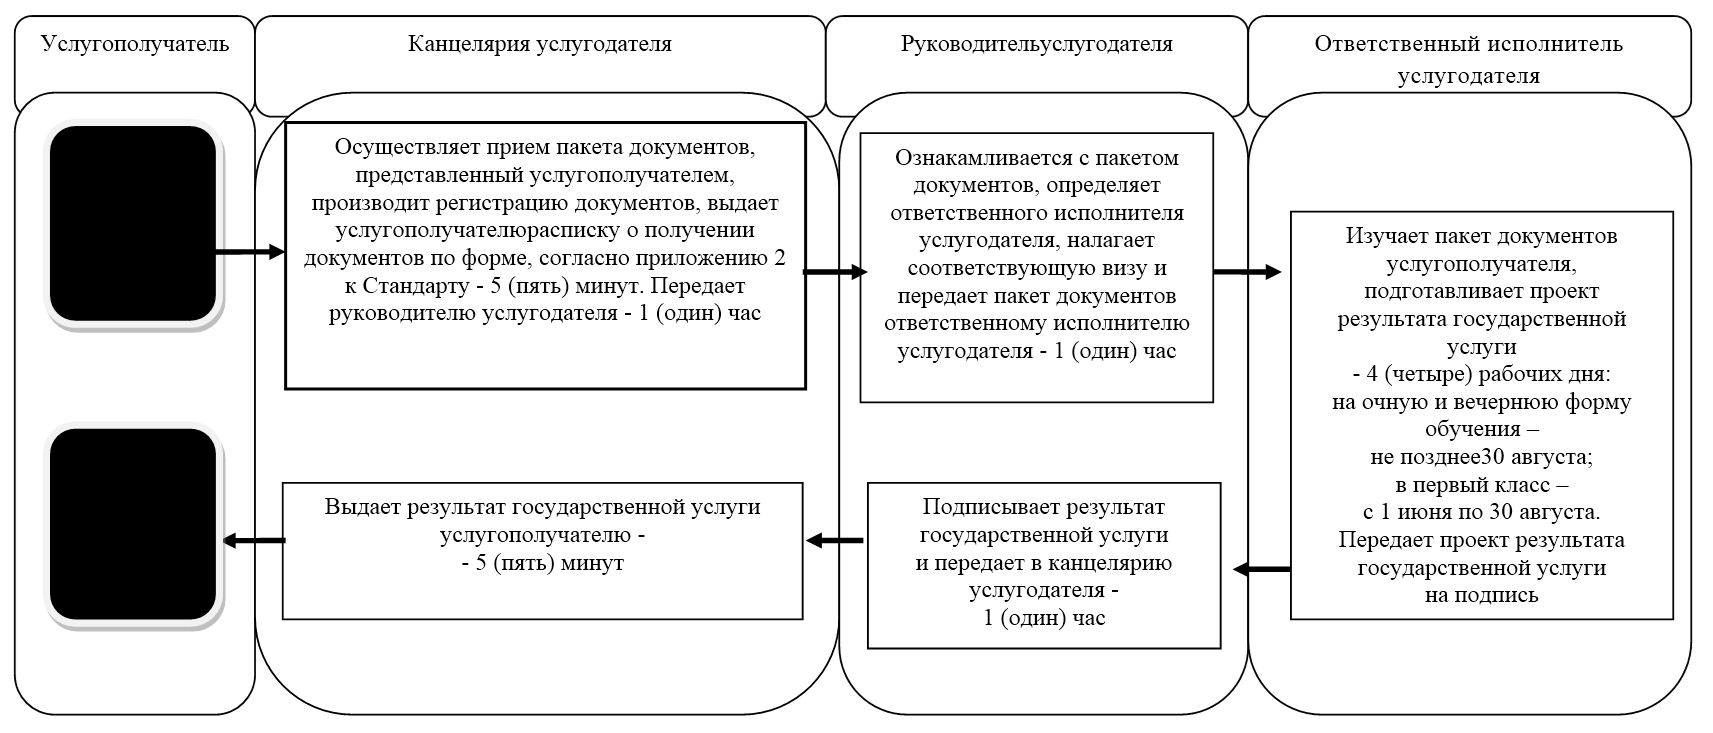 Услугополучатель
Канцелярия услугодателя
Руководительуслугодателя
Ответственный исполнитель
услугодателя
Осуществляет прием пакета документов,
представленный услугополучателем,
производит регистрацию документов, выдает
услугополучателюрасписку о получении
документов по форме, согласно приложению 2
к Стандарту - 5 (пять) минут. Передает
руководителю услугодателя - 1 (один) час
Ознакамливается с пакетом
документов, определяет
ответственного исполнителя
услугодателя, налагает
соответствующую визу и
передает пакет документов
ответственному исполнителю
услугодателя - 1 (один) час
Изучает пакет документов
услугополучателя,
подготавливает проект
результата государственной
услуги
- 4 (четыре) рабочих дня:
на очную и вечернюю форму
обучения –
не позднее30 августа;
в первый класс –
с 1 июня по 30 августа.
Передает проект результата
государственной услуги
на подпись
Подписывает результат
государственной услуги
и передает в канцелярию
услугодателя -
1 (один) час
Выдает результат государственной услуги
услугополучателю -
- 5 (пять) минут